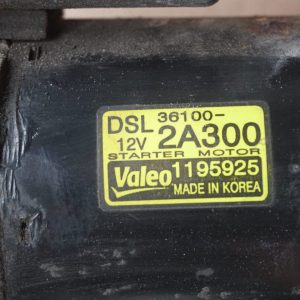 DSL 36100-
12V 2A300
STARTER MOTOR
Valeo 1195925
MADE IN KOREA